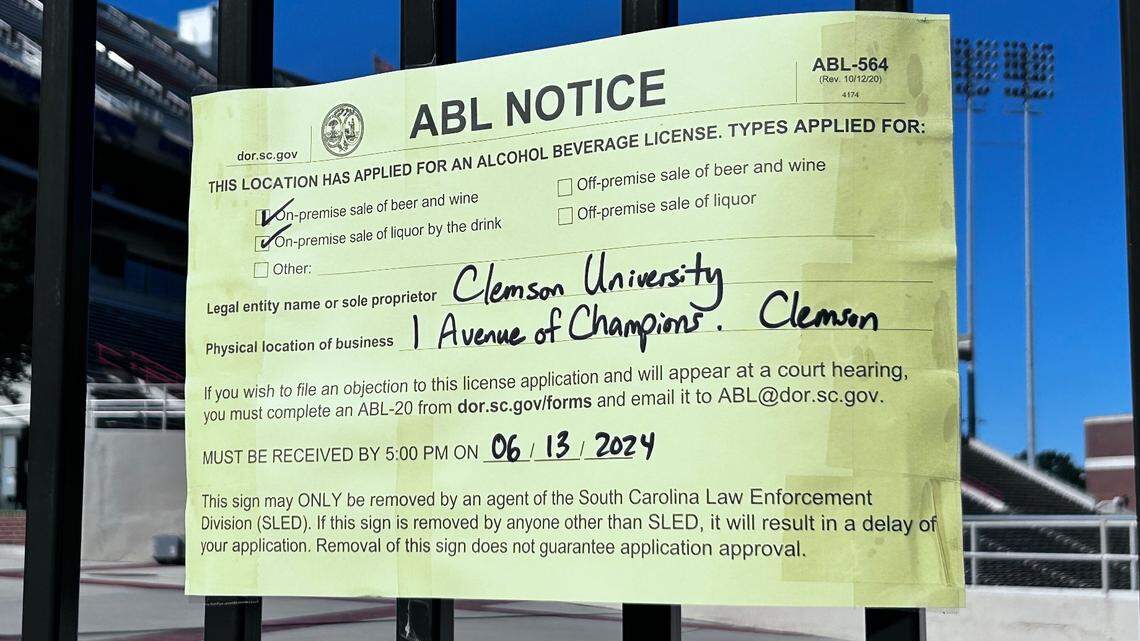 ABL NOTICE
ABL-564
(Rev. 10/12/20)
4174
dor.sc.gov
THIS LOCATION HAS APPLIED FOR AN ALCOHOL BEVERAGE LICENSE. TYPES APPLIED FOR:
On-premise sale of beer and wine
Off-premise sale of beer and wine
On-premise sale of liquor by the drink
Off-premise sale of liquor
Other:
Legal entity name or sole proprietor Clemson University
Physical location of business 1 Avenue of Champions. Clemson
If you wish to file an objection to this license application and will appear at a court hearing,
you must complete an ABL-20 from dor.sc.gov/forms and email it to ABL@dor.sc.gov.
MUST BE RECEIVED BY 5:00 PM ON 06 / 13 / 2024
This sign may ONLY be removed by an agent of the South Carolina Law Enforcement
Division (SLED). If this sign is removed by anyone other than SLED, it will result in a delay of
your application. Removal of this sign does not guarantee application approval.